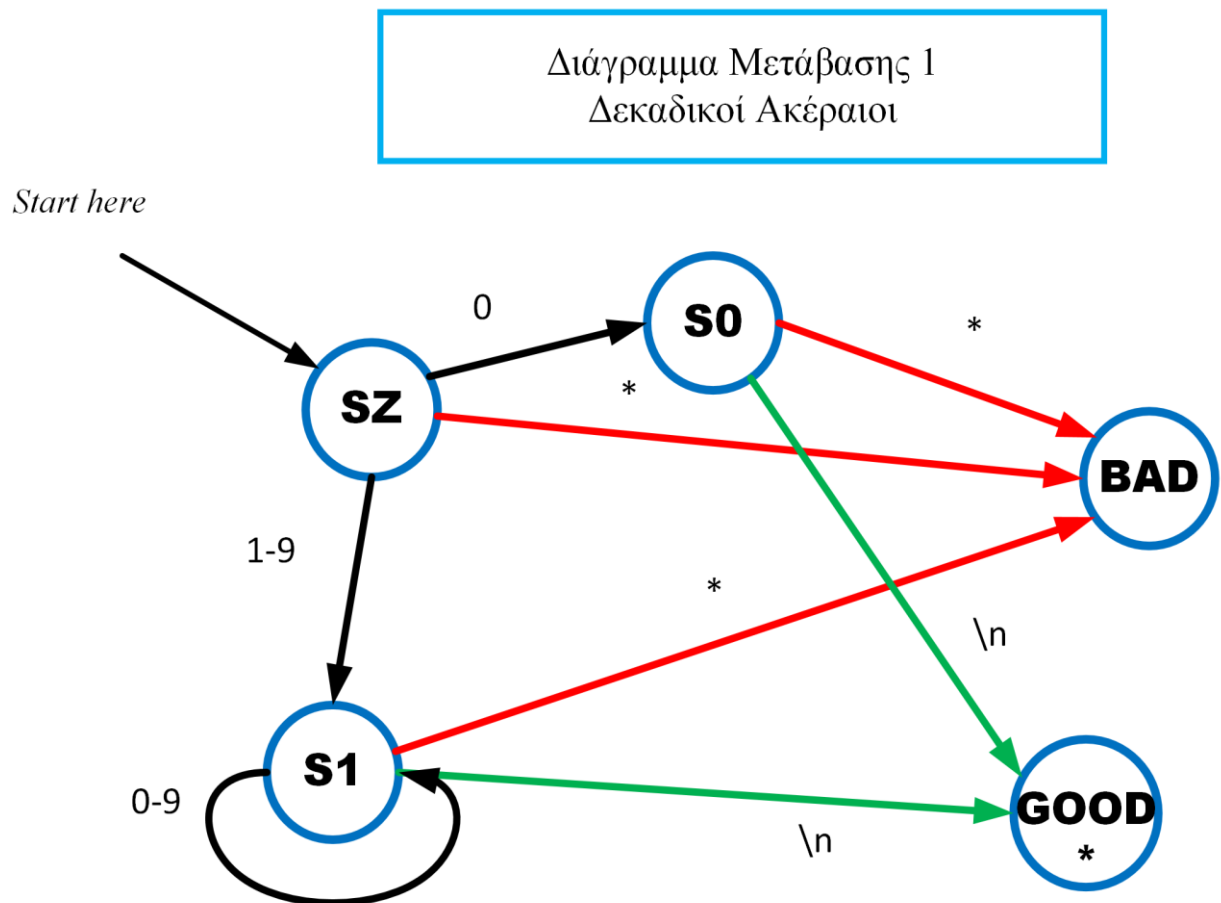 Διάγραμμα Μετάβασης 1
Δεκαδικοί Ακέραιοι
Start here
0
S0
*
SZ
*
BAD
1-9
*
\n
S1
0-9
\n
GOOD
*